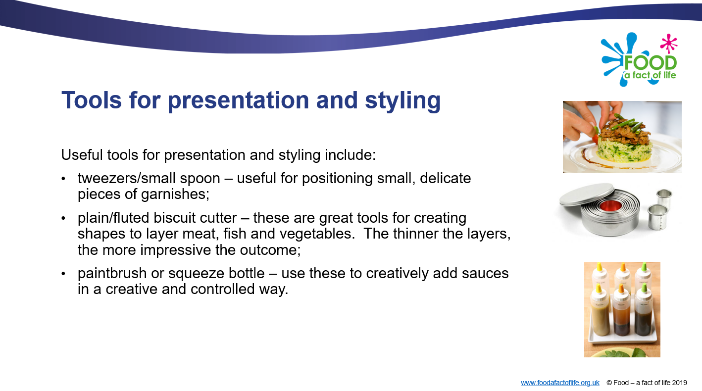 FOOD
a fact of life
Tools for presentation and styling
Useful tools for presentation and styling include:
• tweezers/small spoon – useful for positioning small, delicate
pieces of garnishes;
• plain/fluted biscuit cutter – these are great tools for creating
shapes to layer meat, fish and vegetables.  The thinner the layers,
the more impressive the outcome;
• paintbrush or squeeze bottle – use these to creatively add sauces
in a creative and controlled way.
www.foodafactoflife.org.uk   © Food – a fact of life 2019